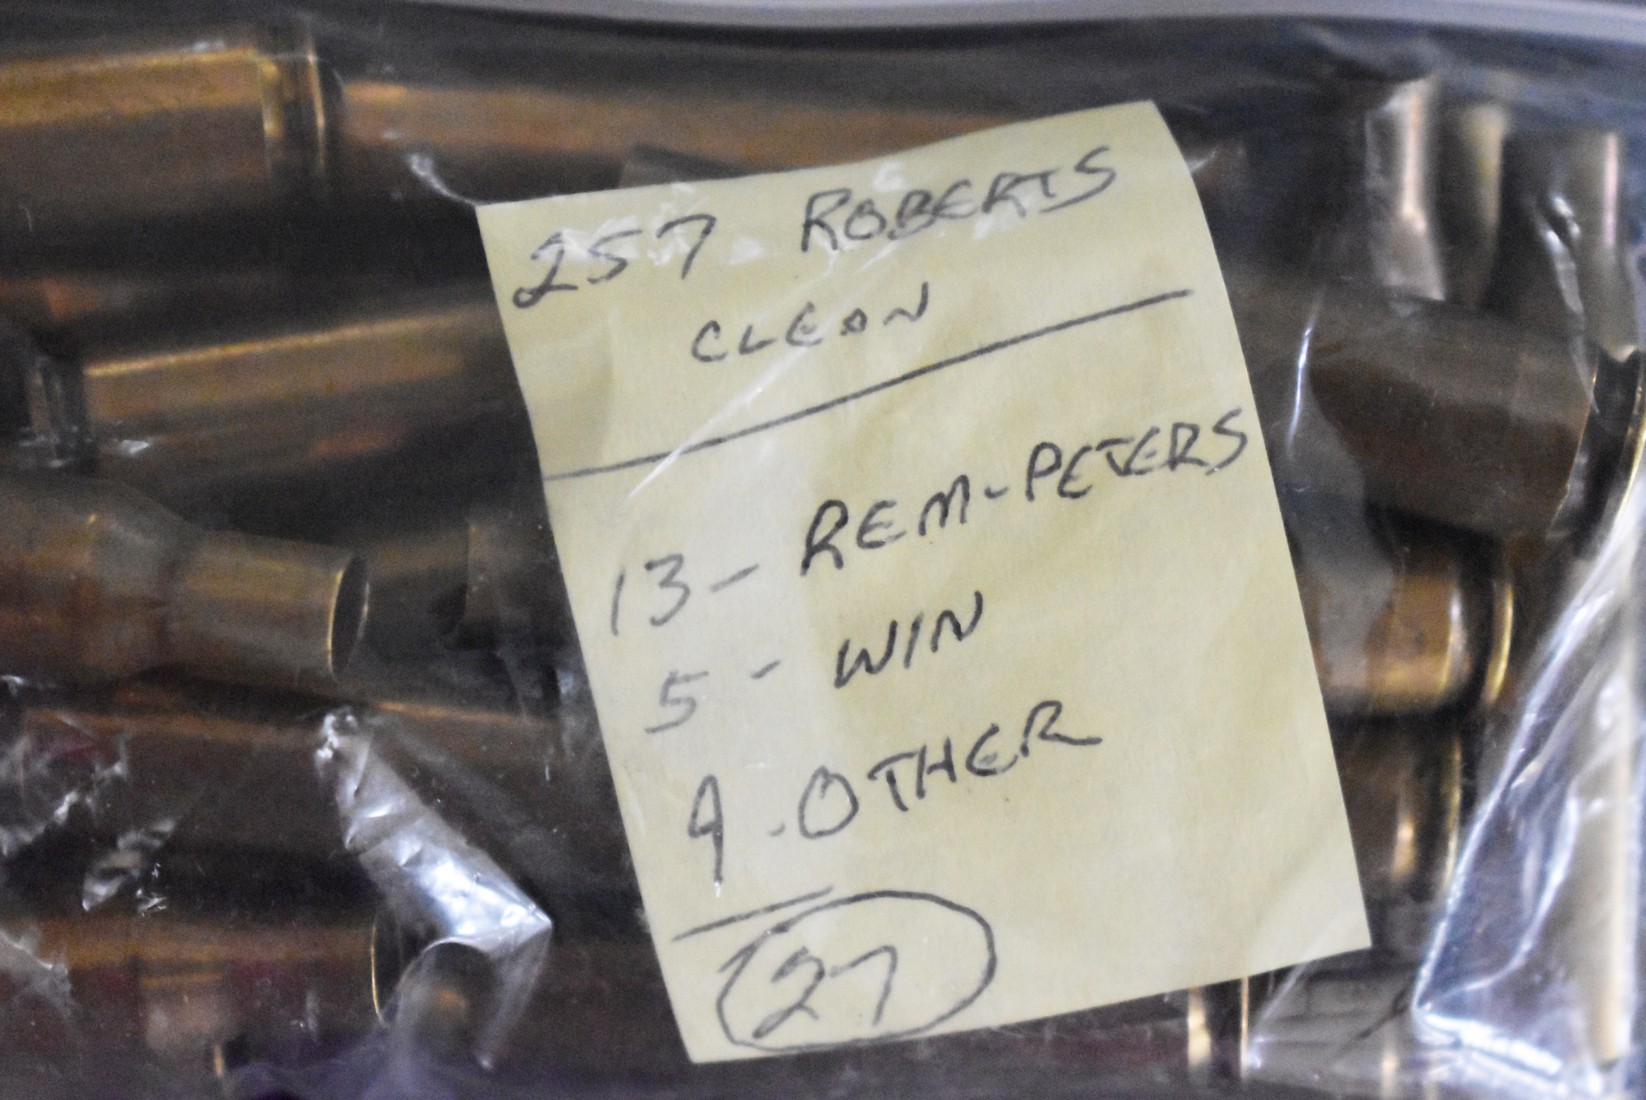 257 ROBERTS
CLEAN
13 - REM-PETERS
5 - WIN
9 - OTHER
27